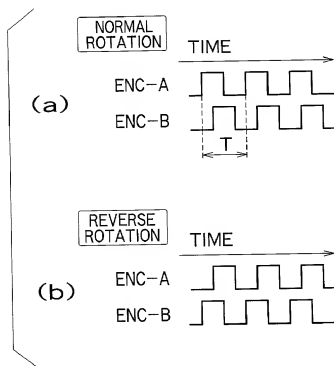 NORMAL
ROTATION
TIME
(a)
ENC-A
ENC-B
T
REVERSE
ROTATION
TIME
(b)
ENC-A
ENC-B